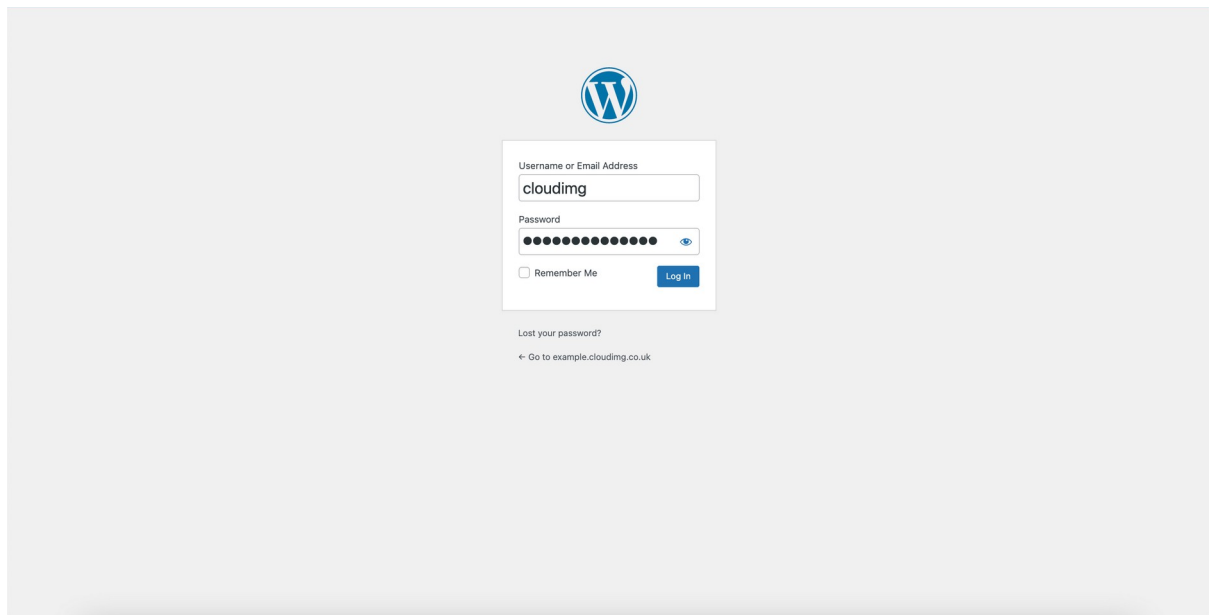 Username or Email Address
cloudimg
Password
●●●●●●●●●●●●●●
Remember Me
Log In
Lost your password?
← Go to example.cloudimg.co.uk